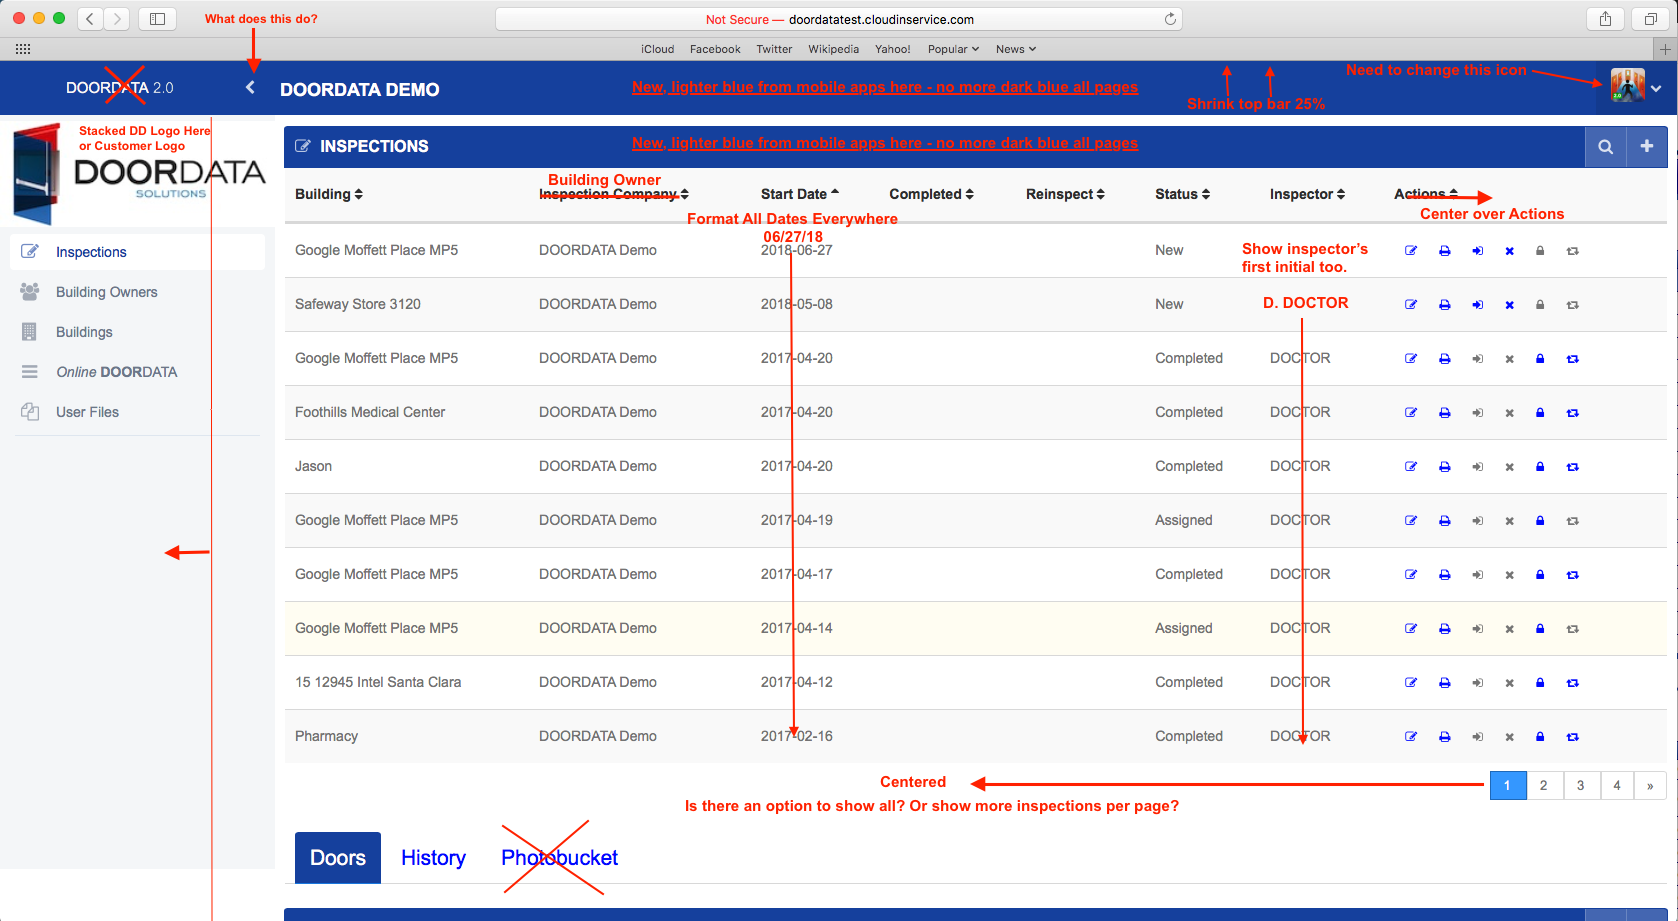 What does this do?
Not Secure — doordatatest.cloudinservice.com
iCloud Facebook Twitter Wikipedia Yahoo! Popular News
DOORDATA 2.0
DOORDATA DEMO
New, lighter blue from mobile apps here - no more dark blue all pages
Shrink top bar 25%
Need to change this icon
2.0
Stacked DD Logo Here
or Customer Logo
DOORDATA
SOLUTIONS
Inspections
Building Owners
Buildings
Online DOORDATA
User Files
INSPECTIONS
New, lighter blue from mobile apps here - no more dark blue all pages
Building Owner
Building Inspection Company Start Date Completed Reinspect Status Inspector Actions
Format All Dates Everywhere
06/27/18
Center over Actions
Google Moffett Place MP5 DOORDATA Demo 2018-06-27 New
Show inspector's
first initial too.
Safeway Store 3120 DOORDATA Demo 2018-05-08 New
D. DOCTOR
Google Moffett Place MP5 DOORDATA Demo 2017-04-20 Completed DOCTOR
Foothills Medical Center DOORDATA Demo 2017-04-20 Completed DOCTOR
Jason DOORDATA Demo 2017-04-20 Completed DOCTOR
Google Moffett Place MP5 DOORDATA Demo 2017-04-19 Assigned DOCTOR
Google Moffett Place MP5 DOORDATA Demo 2017-04-17 Completed DOCTOR
Google Moffett Place MP5 DOORDATA Demo 2017-04-14 Assigned DOCTOR
15 12945 Intel Santa Clara DOORDATA Demo 2017-04-12 Completed DOCTOR
Pharmacy DOORDATA Demo 2017-02-16 Completed DOCTOR
Centered
1 2 3 4 »
Is there an option to show all? Or show more inspections per page?
Doors History Photobucket